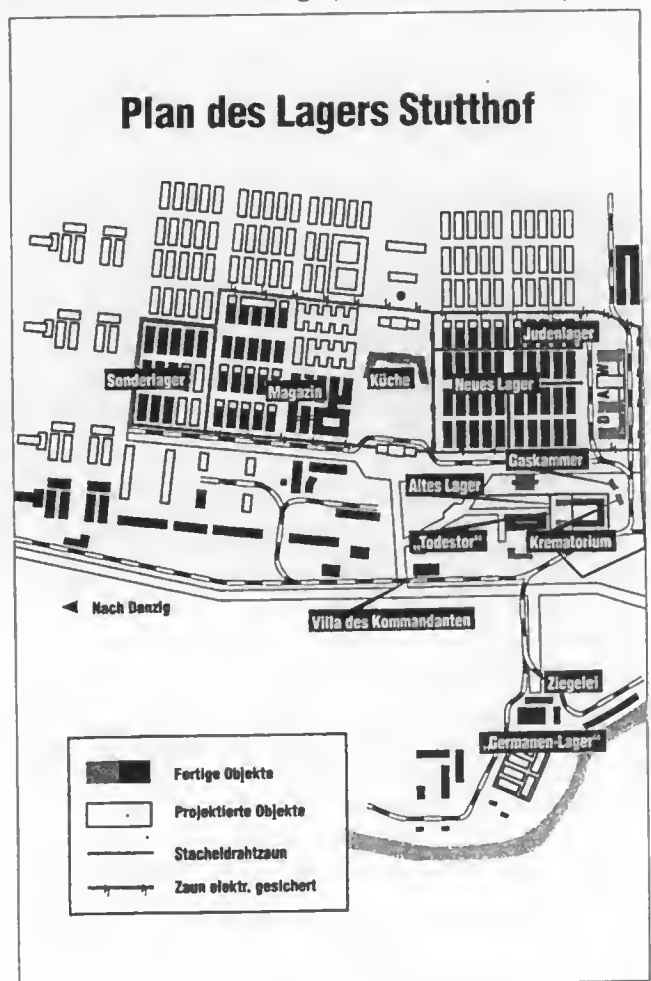 Plan des Lagers Stutthof
Judenlager
Sonderlager
Magazin
Küche
Neues Lager
D A W
Gaskammer
Altes Lager
„Todestor"
Krematorium
Nach Danzig
Villa des Kommandanten
Ziegelei
„Germanen-Lager"
Fertige Objekte
Projektierte Objekte
Stacheldrahtzaun
Zaun elektr. gesichert